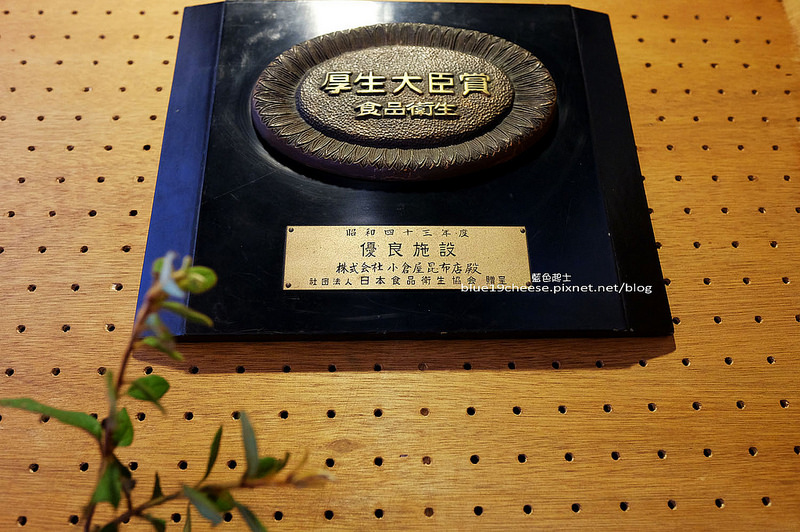 厚生大臣賞
食品衛生
昭和四十三年度
優良施設
株式会社小倉屋昆布店殿
社団法人日本食品衛生協会 贈呈
藍色起士
blue19cheese.pixnet.net/blog